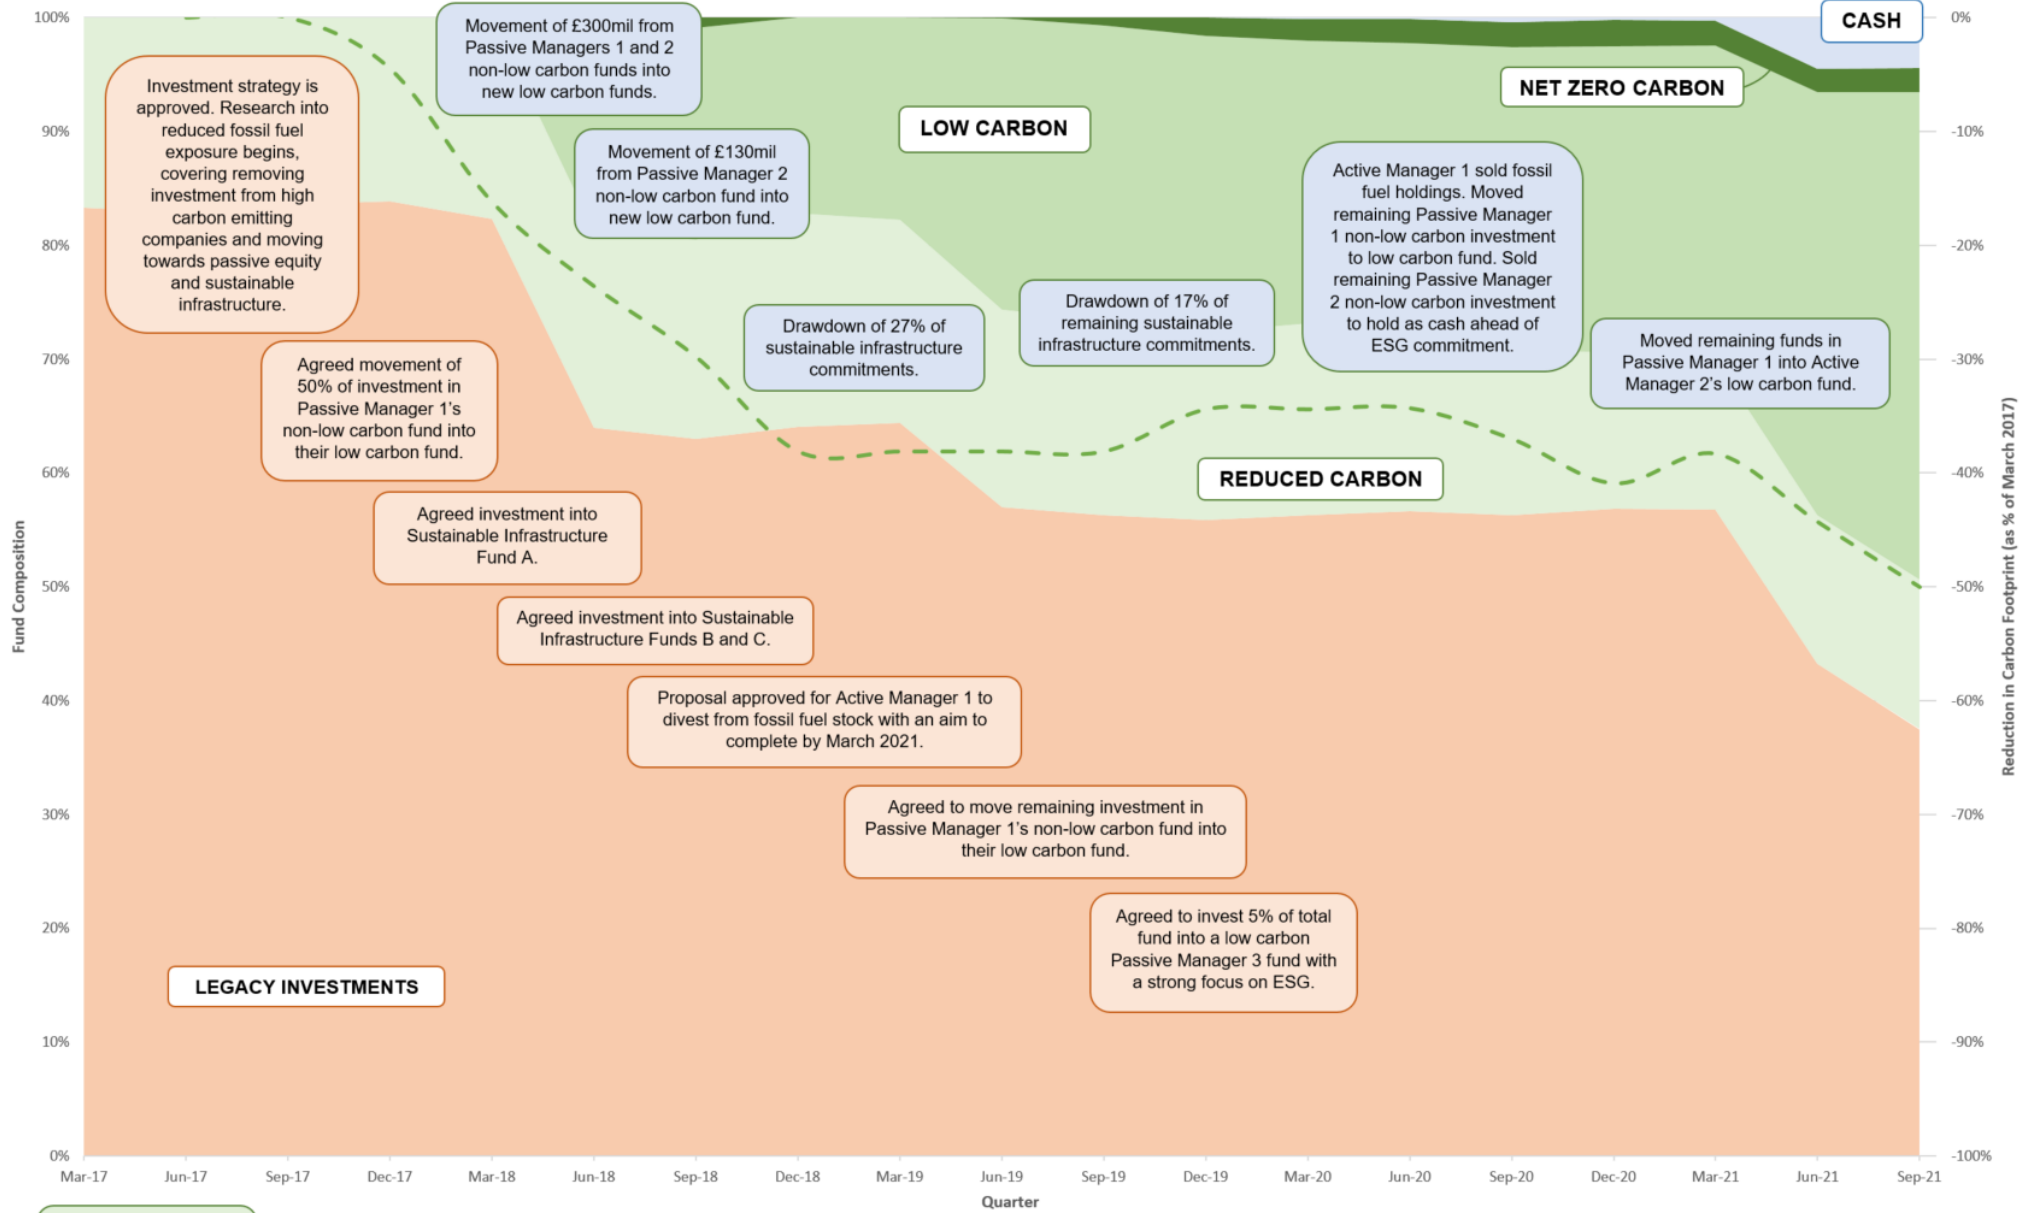 100%
90%
80%
70%
60%
50%
40%
30%
20%
10%
0%
Fund Composition
0%
-10%
-20%
-30%
-40%
-50%
-60%
-70%
-80%
-90%
-100%
Reduction in Carbon Footprint (as % of March 2017)
Investment strategy is
approved. Research into
reduced fossil fuel
exposure begins,
covering removing
investment from high
carbon emitting
companies and moving
towards passive equity
and sustainable
infrastructure.
Movement of £300mil from
Passive Managers 1 and 2
non-low carbon funds into
new low carbon funds.
Movement of £130mil
from Passive Manager 2
non-low carbon fund into
new low carbon fund.
LOW CARBON
CASH
NET ZERO CARBON
Active Manager 1 sold fossil
fuel holdings. Moved
remaining Passive Manager
1 non-low carbon investment
to low carbon fund. Sold
remaining Passive Manager
2 non-low carbon investment
to hold as cash ahead of
ESG commitment.
Drawdown of 27% of
sustainable infrastructure
commitments.
Drawdown of 17% of
remaining sustainable
infrastructure commitments.
Moved remaining funds in
Passive Manager 1 into Active
Manager 2's low carbon fund.
Agreed movement of
50% of investment in
Passive Manager 1's
non-low carbon fund into
their low carbon fund.
REDUCED CARBON
Agreed investment into
Sustainable Infrastructure
Fund A.
Agreed investment into Sustainable
Infrastructure Funds B and C.
Proposal approved for Active Manager 1 to
divest from fossil fuel stock with an aim to
complete by March 2021.
Agreed to move remaining investment in
Passive Manager 1's non-low carbon fund into
their low carbon fund.
Agreed to invest 5% of total
fund into a low carbon
Passive Manager 3 fund with
a strong focus on ESG.
LEGACY INVESTMENTS
Mar-17 Jun-17 Sep-17 Dec-17 Mar-18 Jun-18 Sep-18 Dec-18 Mar-19 Jun-19 Sep-19 Dec-19 Mar-20 Jun-20 Sep-20 Dec-20 Mar-21 Jun-21 Sep-21
Quarter